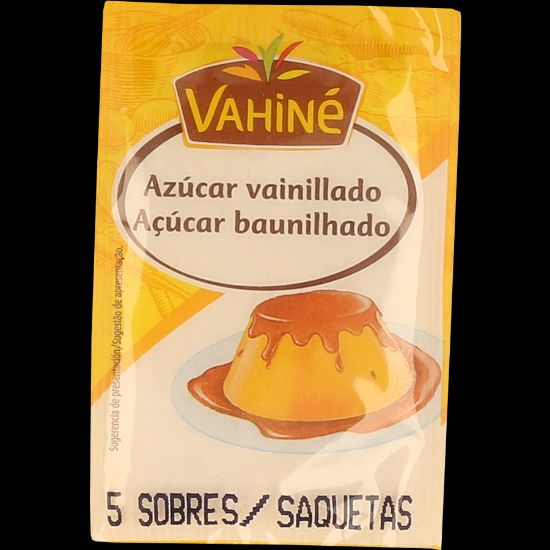 VAHiNé
Azúcar vainillado
Açúcar baunilhado
Sugerencia de presentación/Sugestão de apresentação.
5 SOBRES/ SAQUETAS